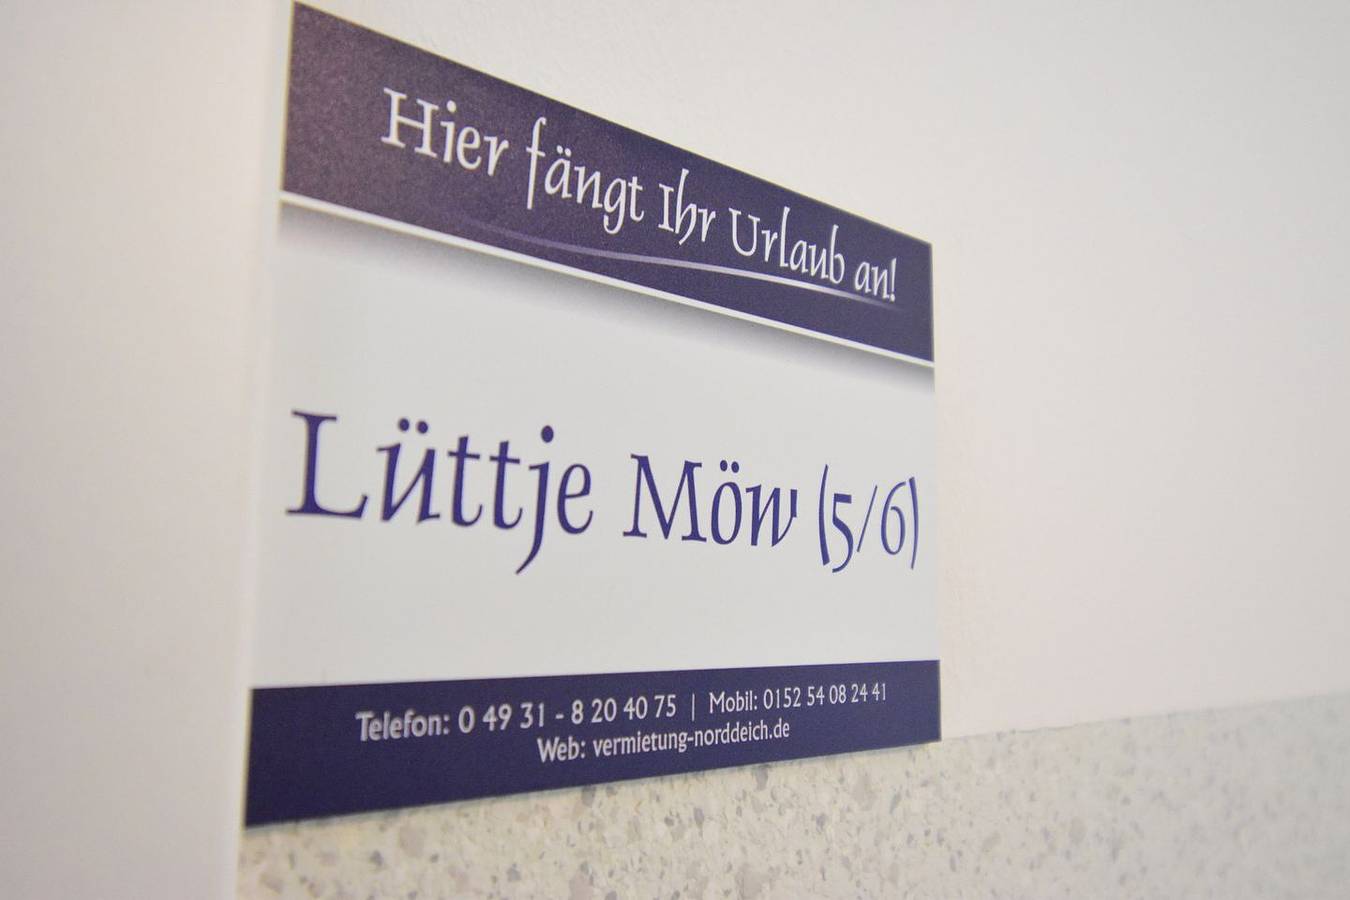 Hier fängt Ihr Urlaub an!
Lüttje Möw (5/6)
Telefon: 0 49 31 - 8 20 40 75 | Mobil: 0152 54 08 24 41
Web: vermietung-norddeich.de